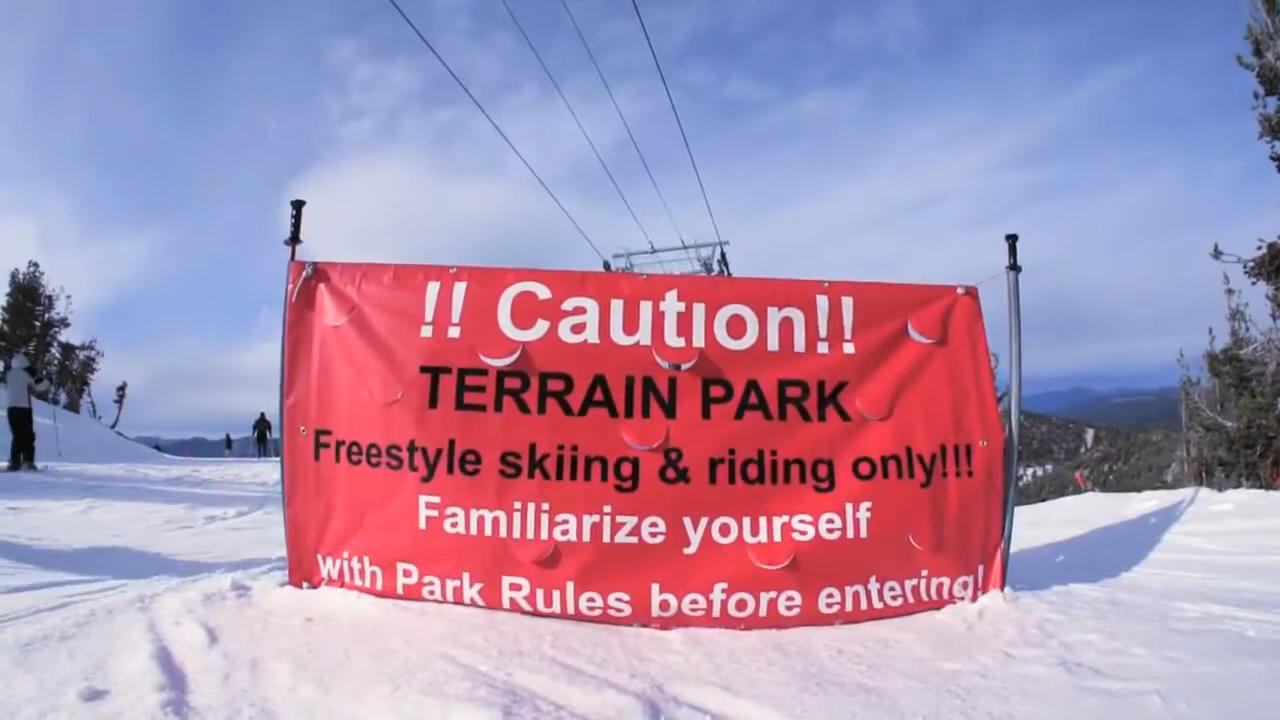 !! Caution!!
TERRAIN PARK
Freestyle skiing & riding only!!!
Familiarize yourself
with Park Rules before entering!